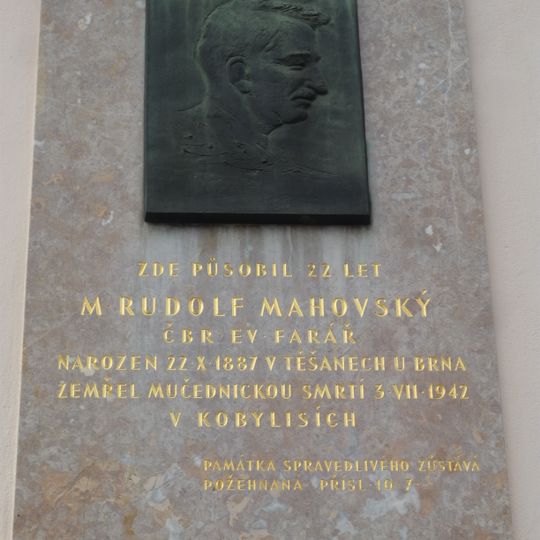 ZDE PŮSOBIL 22 LET
M·RUDOLF MAHOVSKÝ
ČBR·EV·FARÁŘ
NAROZEN 22·X·1887 V TĚŠANECH U BRNA
ZEMŘEL MUČEDNICKOU SMRTÍ 3·VII·1942
V KOBYLISÍCH
PAMÁTKA SPRAVEDLIVÉHO ZŮSTÁVÁ
POŽEHNANÁ·PŘÍSL·10·7·